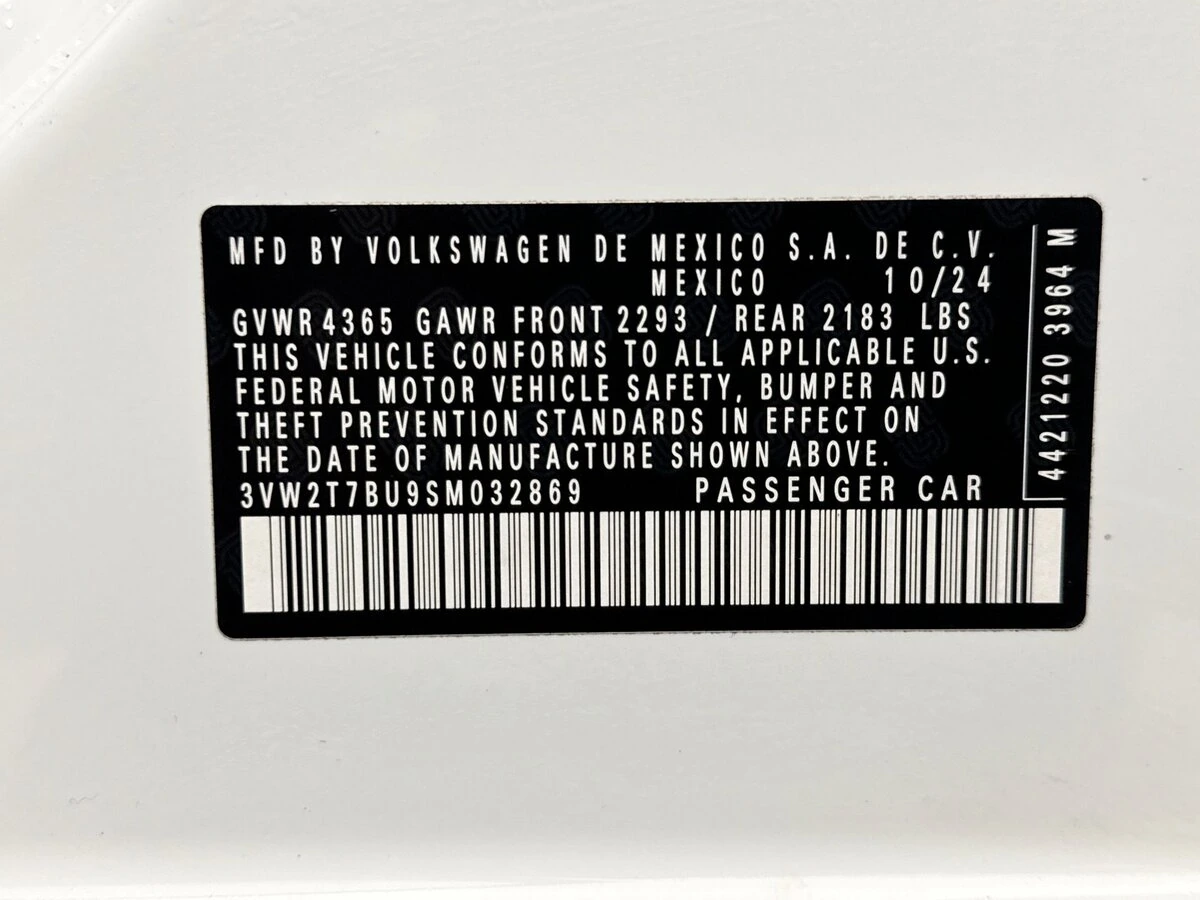 MFD BY VOLKSWAGEN DE MEXICO S.A. DE C.V.
MEXICO 10/24
GVWR 4365 GAWR FRONT 2293 / REAR 2183 LBS
THIS VEHICLE CONFORMS TO ALL APPLICABLE U.S.
FEDERAL MOTOR VEHICLE SAFETY, BUMPER AND
THEFT PREVENTION STANDARDS IN EFFECT ON
THE DATE OF MANUFACTURE SHOWN ABOVE.
3VW2T7BU9SM032869 PASSENGER CAR
4421220 3964 M